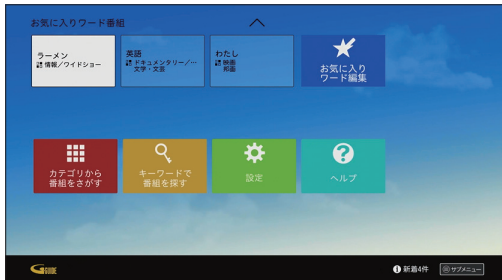 お気に入りワード番組
ラーメン
情報／ワイドショー
英語
ドキュメンタリー／…
文学・文芸
わたし
映画
邦画
お気に入り
ワード編集
カテゴリから
番組をさがす
キーワードで
番組を探す
設定
ヘルプ
G GUIDE
新着4件
サブメニュー